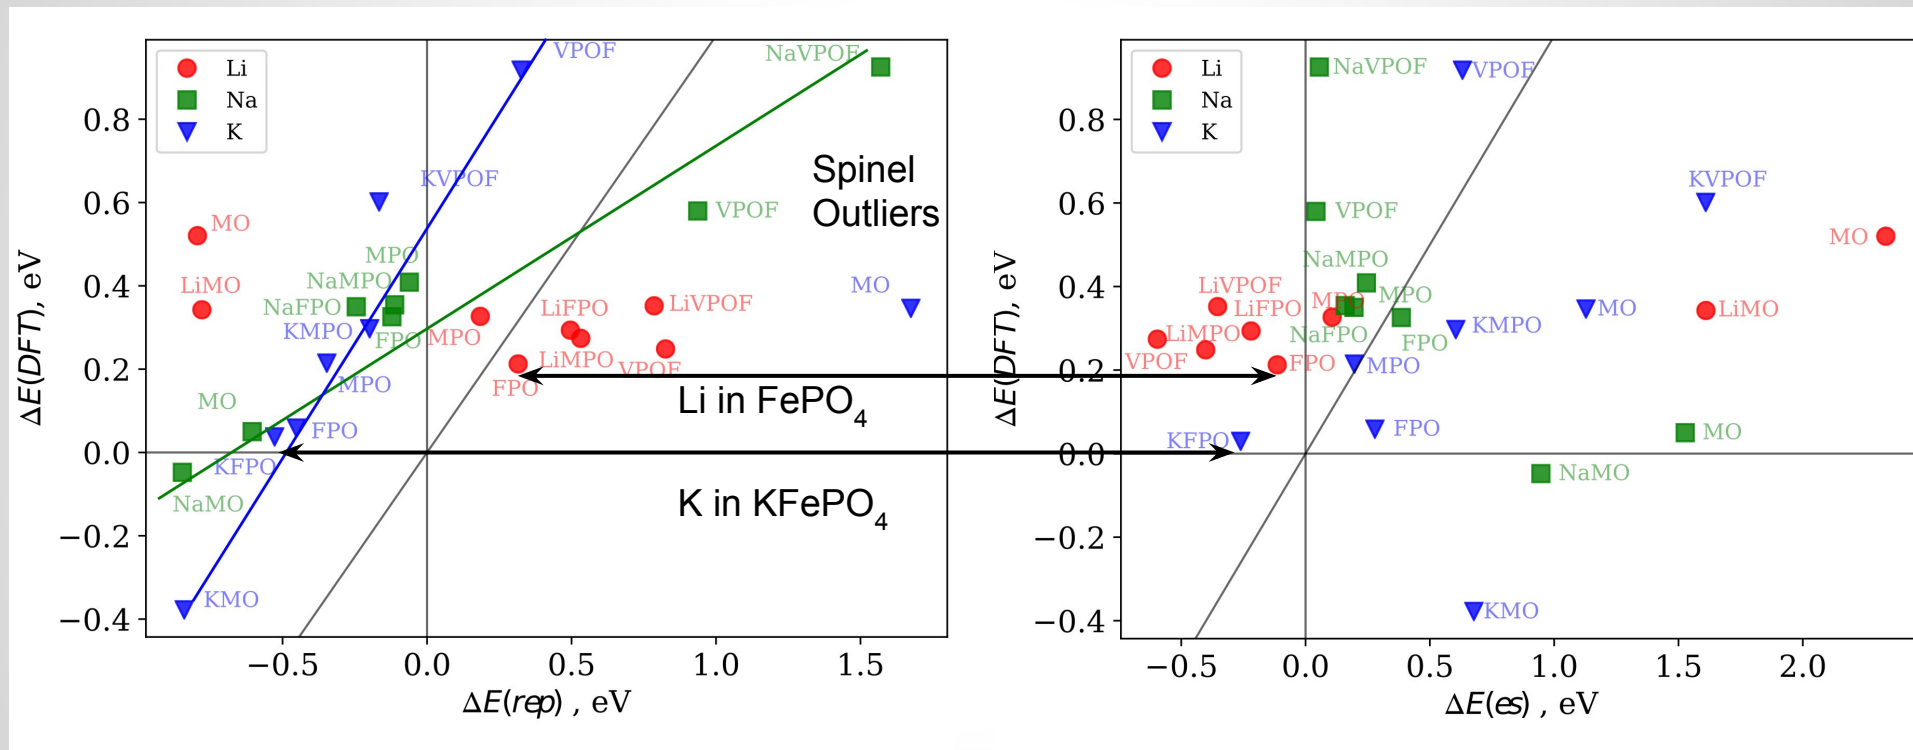 Li
Na
K
VPOF
NaVPOF
KVPOF
MO
LiMO
MPO
NaMPO
NaFPO
KMPO
FPO
MPO
LiFPO
LiVPOF
LiMPO
VPOF
FPO
MO
MPO
FPO
KFPO
NaMO
KMO
VPOF
MO
Spinel
Outliers
0.8
0.6
0.4
0.2
0.0
−0.2
−0.4
−0.5
0.0
0.5
1.0
1.5
ΔE(DFT), eV
ΔE(rep) , eV
Li in FePO4
K in KFePO4
Li
Na
K
NaVPOF
VPOF
KVPOF
VPOF
MO
NaMPO
LiVPOF
LiFPO
MPO
MPO
LiMPO
NaFPO
FPO
VPOF
FPO
MPO
KMPO
MO
LiMO
KFPO
FPO
MO
NaMO
KMO
0.8
0.6
0.4
0.2
0.0
−0.2
−0.4
−0.5
0.0
0.5
1.0
1.5
2.0
ΔE(DFT), eV
ΔE(es) , eV